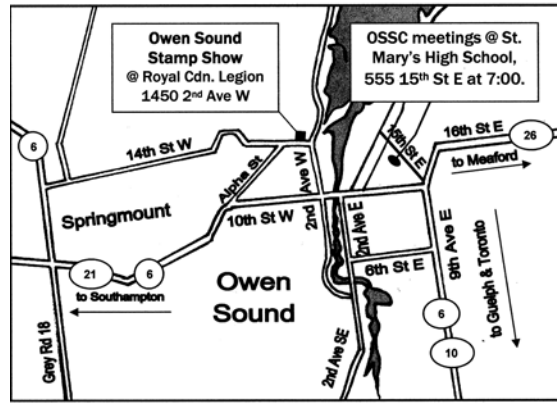 Owen Sound
Stamp Show
@ Royal Cdn. Legion
1450 2nd Ave W
OSSC meetings @ St.
Mary's High School,
555 15th St E at 7:00.
6
14th St W
Alpha St
2nd Ave W
15th St E
16th St E
26
to Meaford
Springmount
10th St W
2nd Ave E
9th Ave E
6th St E
21
6
to Southampton
Owen
Sound
to Guelph & Toronto
6
10
Grey Rd 18
2nd Ave SE